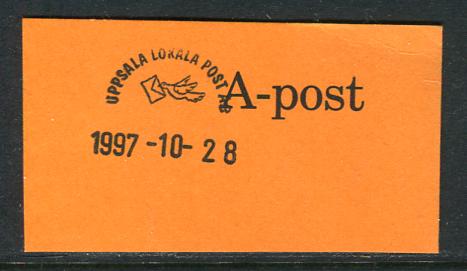 UPPSALA LOKALA POST AB
A-post
1997-10-28